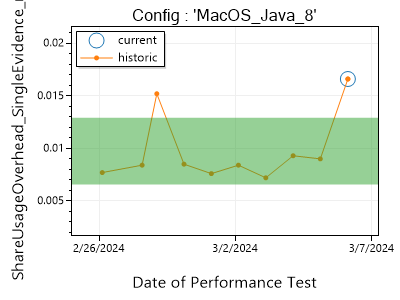 Config : 'MacOS_Java_8'
ShareUsageOverhead_SingleEvidence_
0.02
0.015
0.01
0.005
current
historic
2/26/2024
3/2/2024
3/7/2024
Date of Performance Test